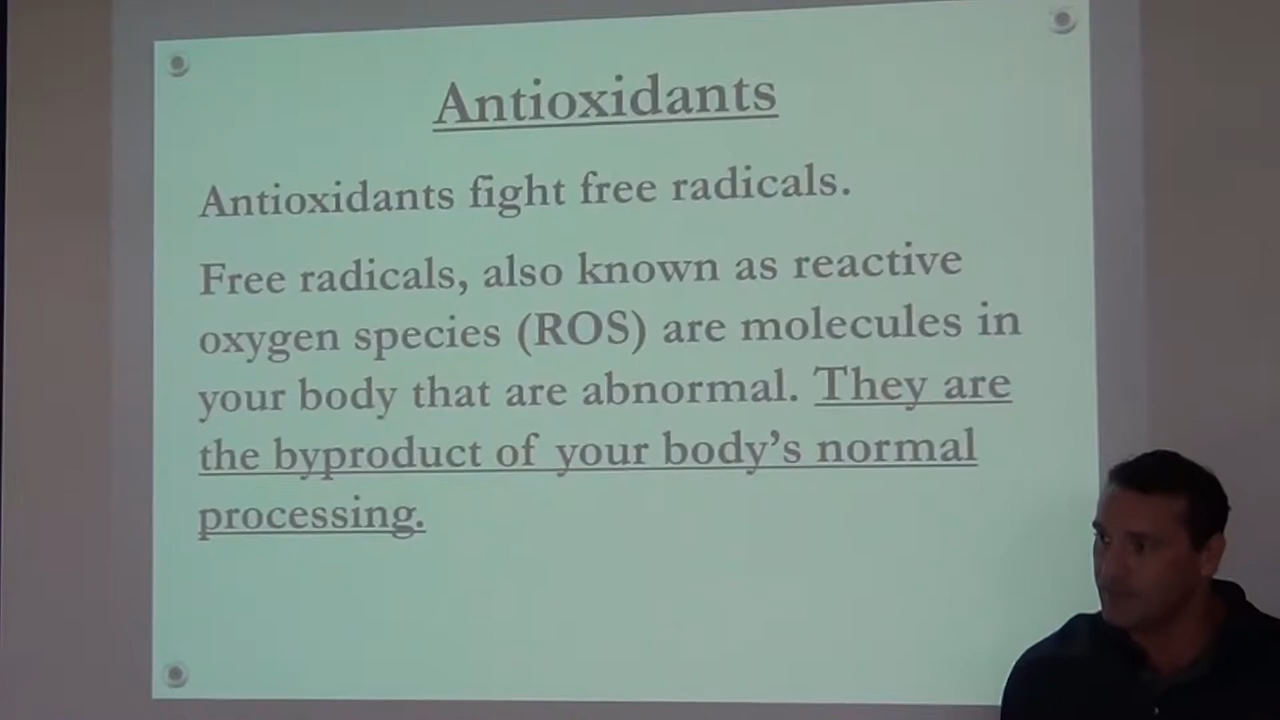 Antioxidants
Antioxidants fight free radicals.
Free radicals, also known as reactive
oxygen species (ROS) are molecules in
your body that are abnormal. They are
the byproduct of your body’s normal
processing.